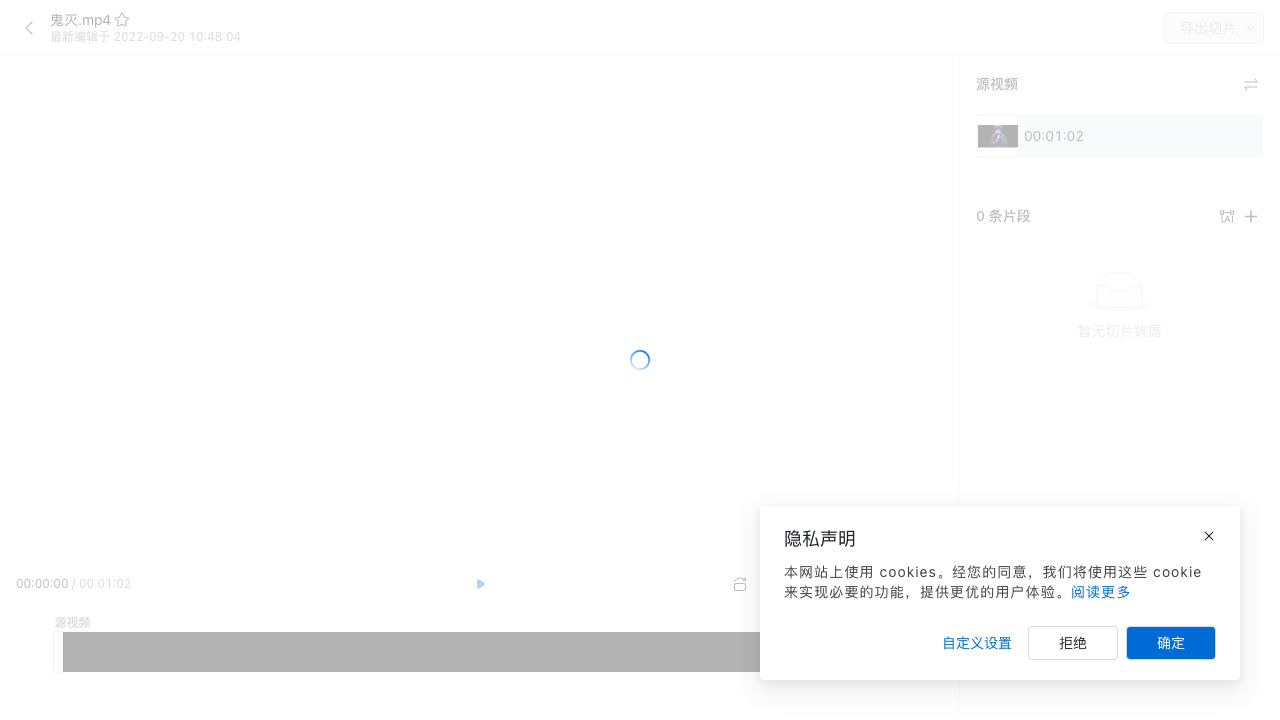 鬼灭.mp4
最新编辑于 2022-09-20 10:48:04
导出切片
源视频
00:01:02
0 条片段
暂无切片数据
00:00:00 / 00:01:02
源视频
隐私声明
本网站上使用 cookies。经您的同意，我们将使用这些 cookie
来实现必要的功能，提供更优的用户体验。阅读更多
自定义设置
拒绝
确定